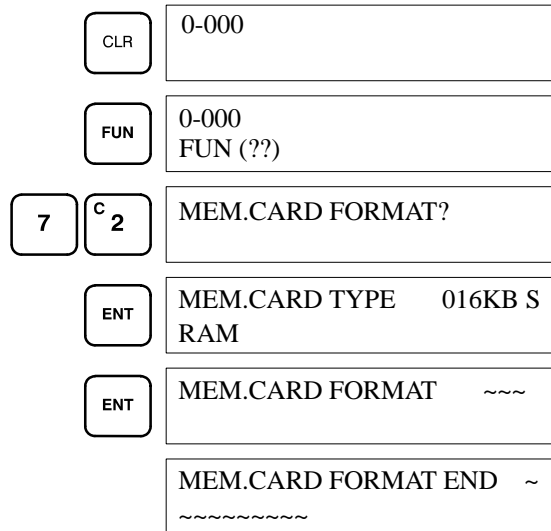 CLR
0-000
FUN
0-000
FUN (??)
7 C 2
MEM.CARD FORMAT?
ENT
MEM.CARD TYPE 016KB S
RAM
ENT
MEM.CARD FORMAT ~~~
MEM.CARD FORMAT END ~
~~~~~~~~~